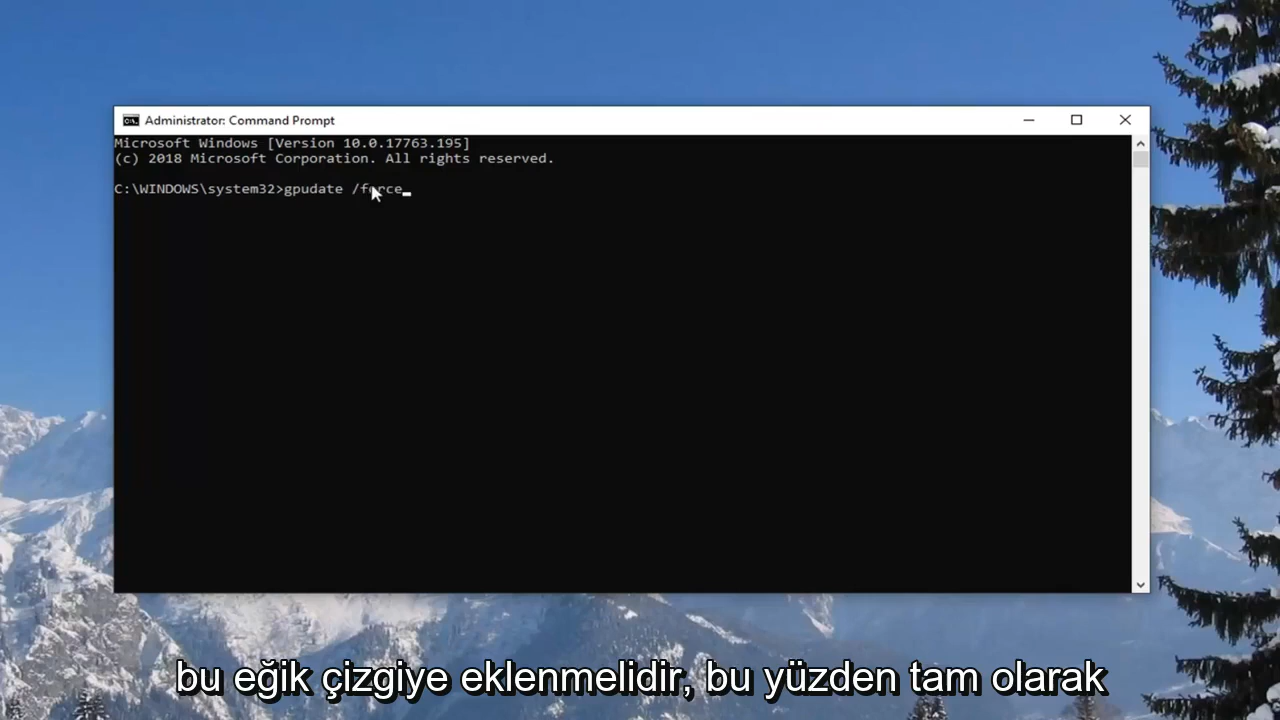 Administrator: Command Prompt
Microsoft Windows [Version 10.0.17763.195]
(c) 2018 Microsoft Corporation. All rights reserved.
C:\WINDOWS\system32>gpudate /force_
bu eğik çizgiye eklenmelidir, bu yüzden tam olarak